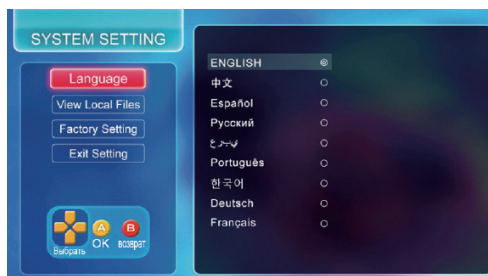 SYSTEM SETTING
Language
View Local Files
Factory Setting
Exit Setting
ENGLISH
中文
Español
Русский
ﻲﺑﺮﻋ
Português
한국어
Deutsch
Français
A B
Выбрать OK возврат